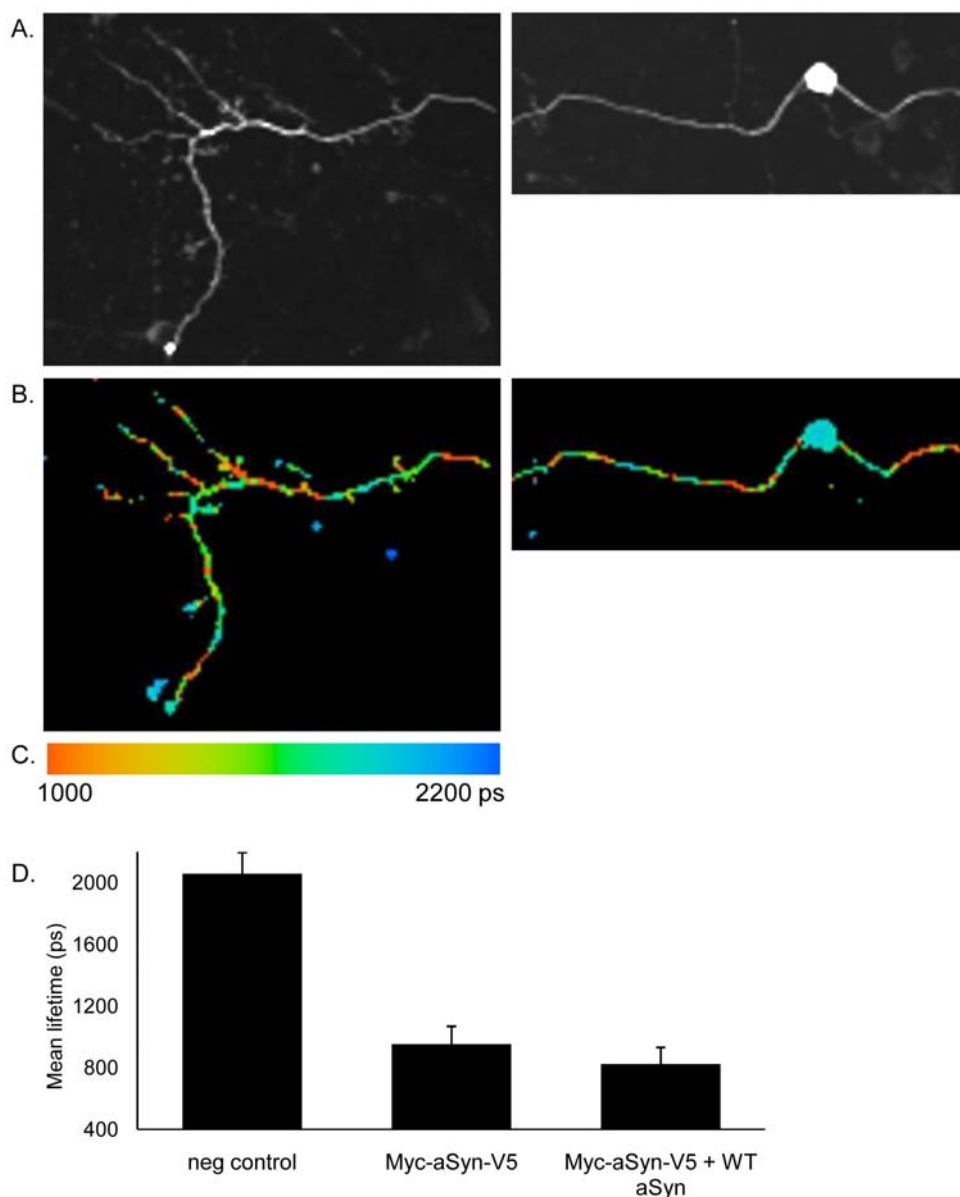 A.
B.
C.
1000
2200 ps
D.
Mean lifetime (ps)
2000
1600
1200
800
400
neg control
Myc-aSyn-V5
Myc-aSyn-V5 + WT
aSyn